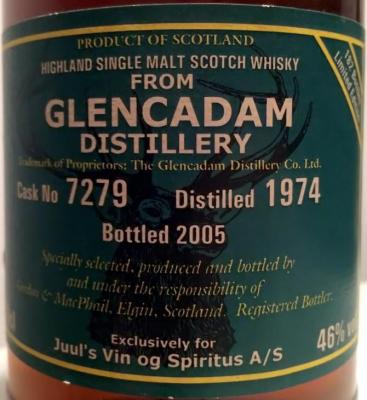 PRODUCT OF SCOTLAND
HIGHLAND SINGLE MALT SCOTCH WHISKY
FROM
GLENCADAM
DISTILLERY
Trademark of Proprietors: The Glencadam Distillery Co. Ltd.
Cask No 7279 Distilled 1974
Bottled 2005
Specially selected, produced and bottled by
and under the responsibility of
Gordon & MacPhail, Elgin, Scotland. Registered Bottler.
Exclusively for
Juul's Vin og Spiritus A/S
46%
187
Limited